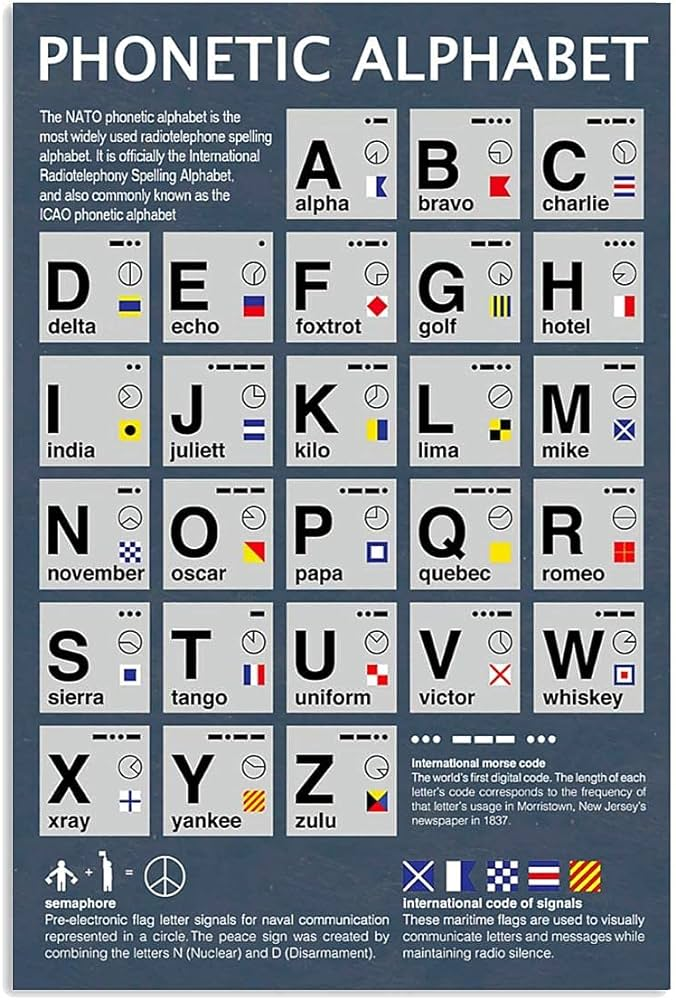 PHONETIC ALPHABET
The NATO phonetic alphabet is the
most widely used radiotelephone spelling
alphabet. It is officially the International
Radiotelephony Spelling Alphabet,
and also commonly known as the
ICAO phonetic alphabet
A
alpha
B
bravo
C
charlie
D
delta
E
echo
F
foxtrot
G
golf
H
hotel
I
india
J
juliett
K
kilo
L
lima
M
mike
N
november
O
oscar
P
papa
Q
quebec
R
romeo
S
sierra
T
tango
U
uniform
V
victor
W
whiskey
X
xray
Y
yankee
Z
zulu
International morse code
The world's first digital code. The length of each
letter's code corresponds to the frequency of
that letter's usage in Morristown, New Jersey's
newspaper in 1837.
+ =
semaphore
Pre-electronic flag letter signals for naval communication
represented in a circle. The peace sign was created by
combining the letters N (Nuclear) and D (Disarmament).
International code of signals
These maritime flags are used to visually
communicate letters and messages while
maintaining radio silence.